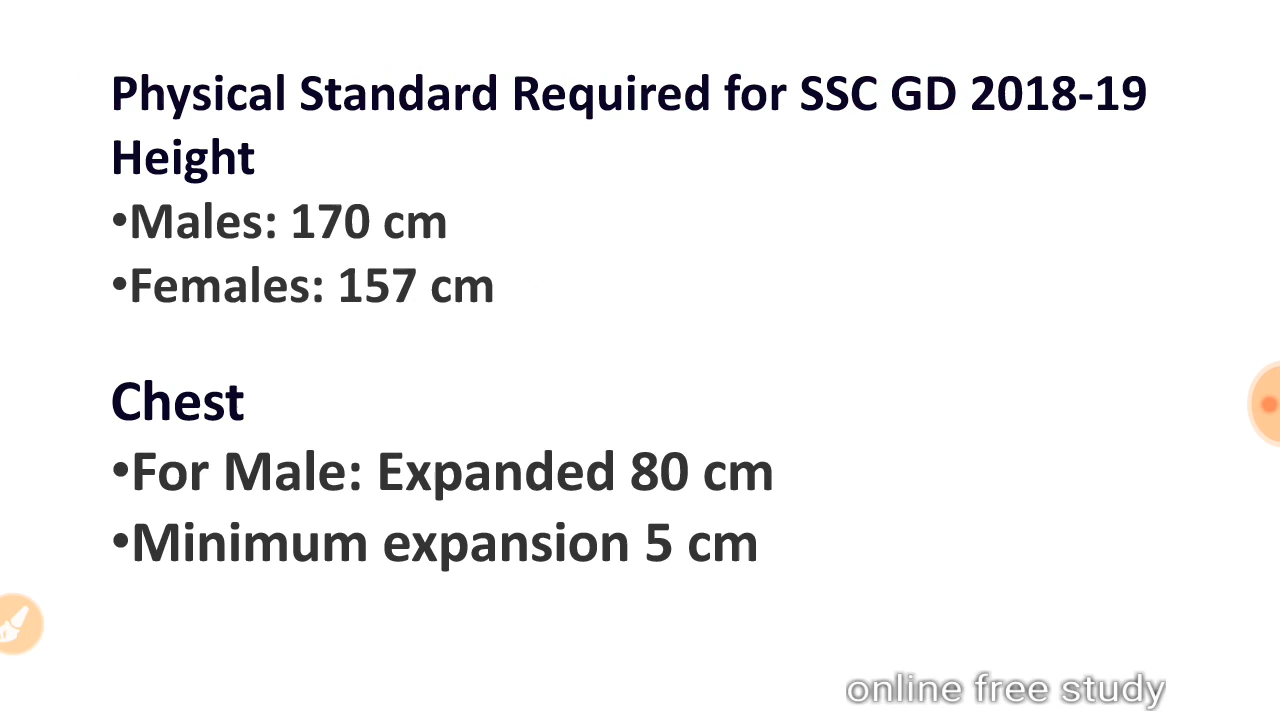 Physical Standard Required for SSC GD 2018-19
Height
•Males: 170 cm
•Females: 157 cm
Chest
•For Male: Expanded 80 cm
•Minimum expansion 5 cm
online free study